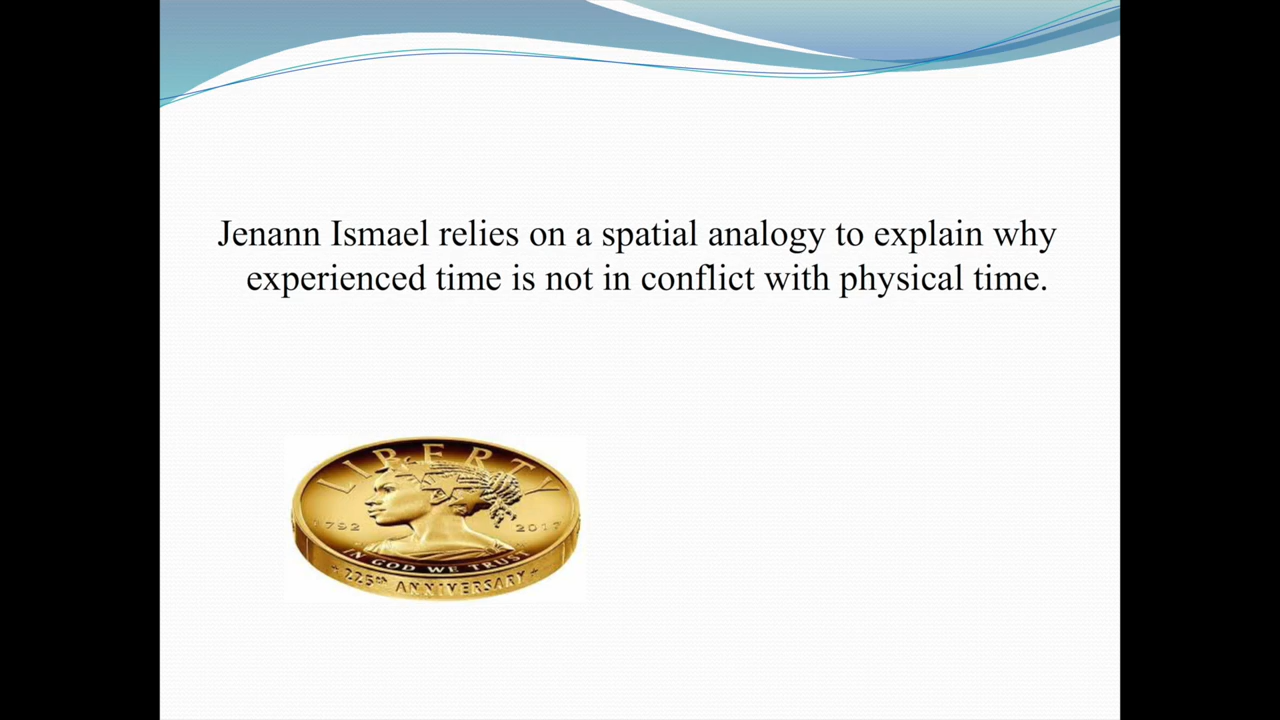 Jenann Ismael relies on a spatial analogy to explain why
experienced time is not in conflict with physical time.
LIBERTY
1792 2017
IN GOD WE TRUST
★ 225th ANNIVERSARY ★